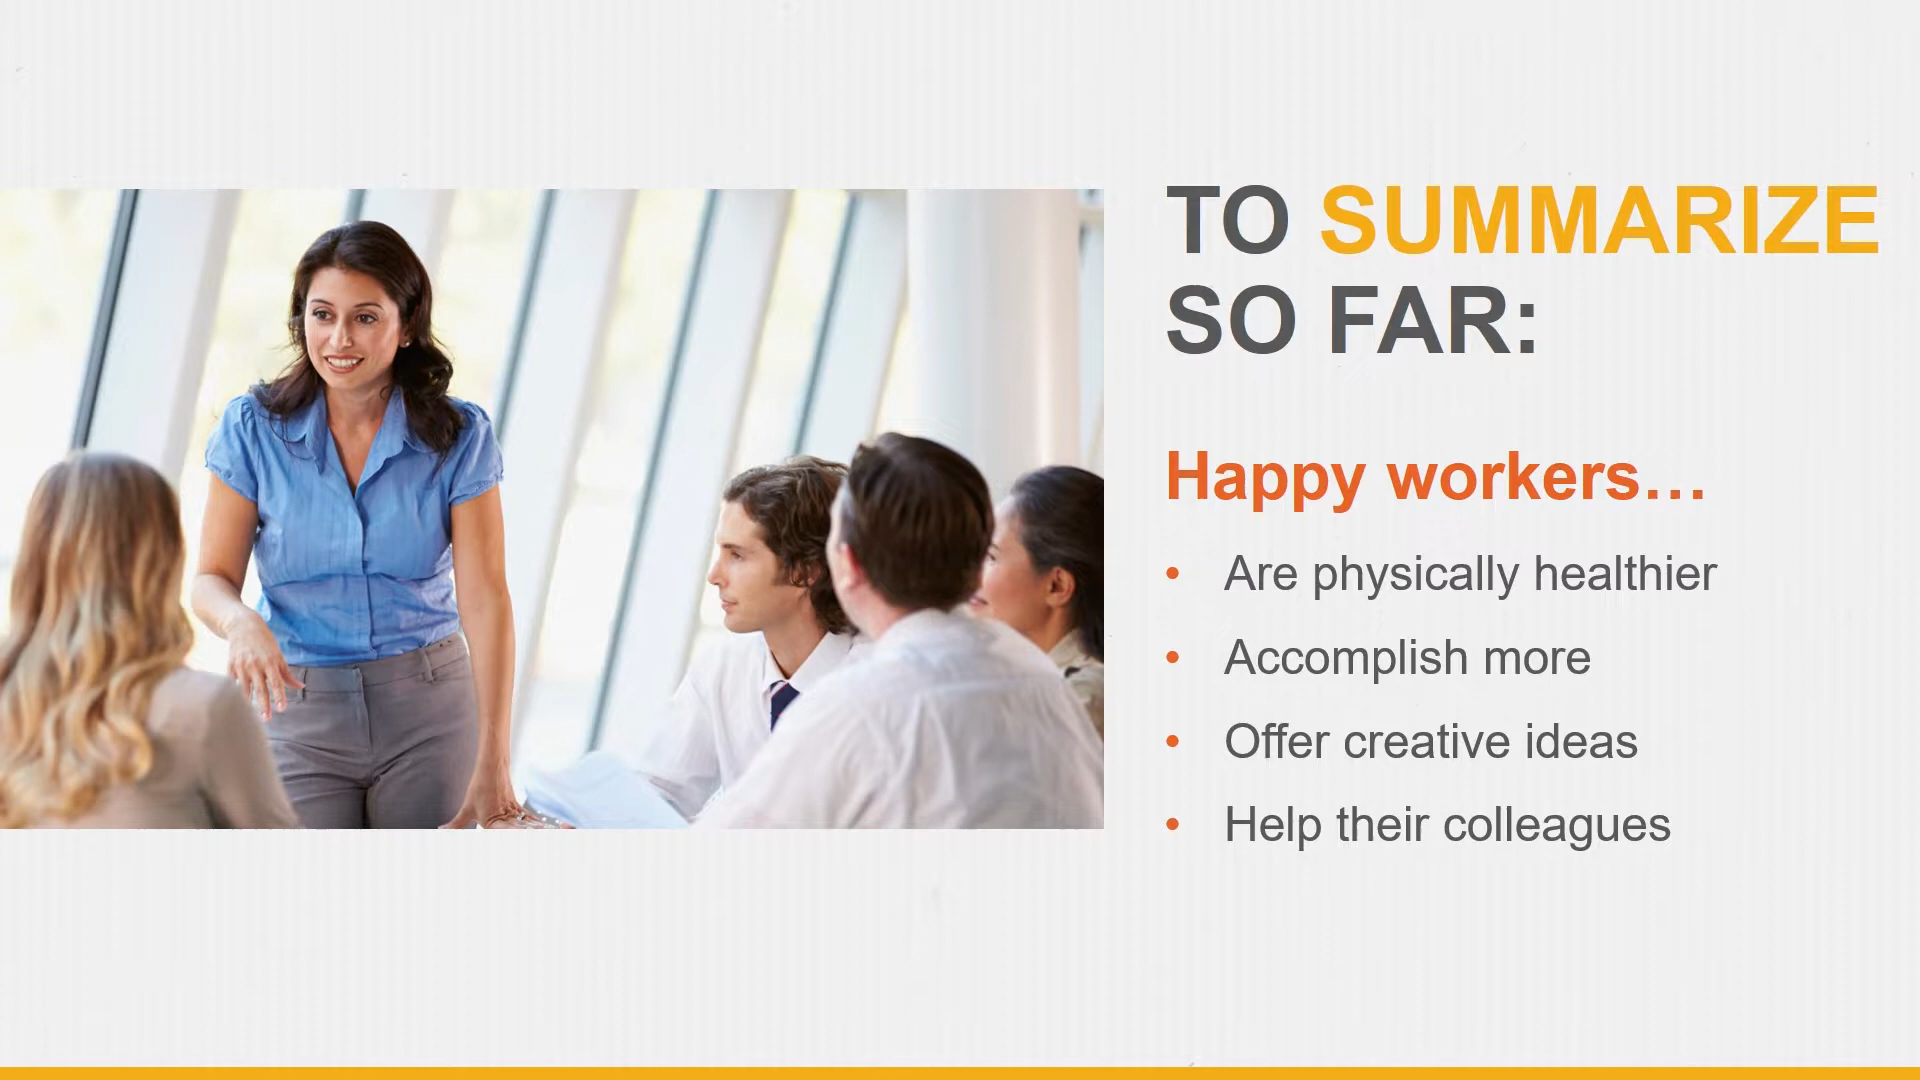 TO SUMMARIZE
SO FAR:
Happy workers…
• Are physically healthier
• Accomplish more
• Offer creative ideas
• Help their colleagues